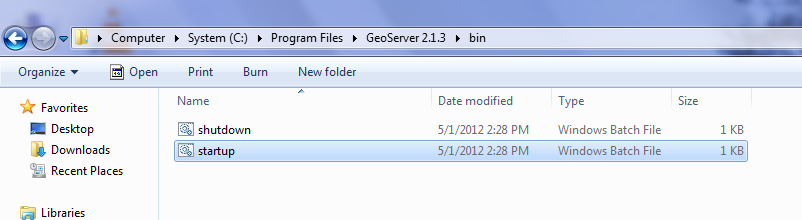 Computer System (C:) Program Files GeoServer 2.1.3 bin
Organize Open Print Burn New folder
Favorites
Desktop
Downloads
Recent Places
Libraries
Name Date modified Type Size
shutdown 5/1/2012 2:28 PM Windows Batch File 1 KB
startup 5/1/2012 2:28 PM Windows Batch File 1 KB